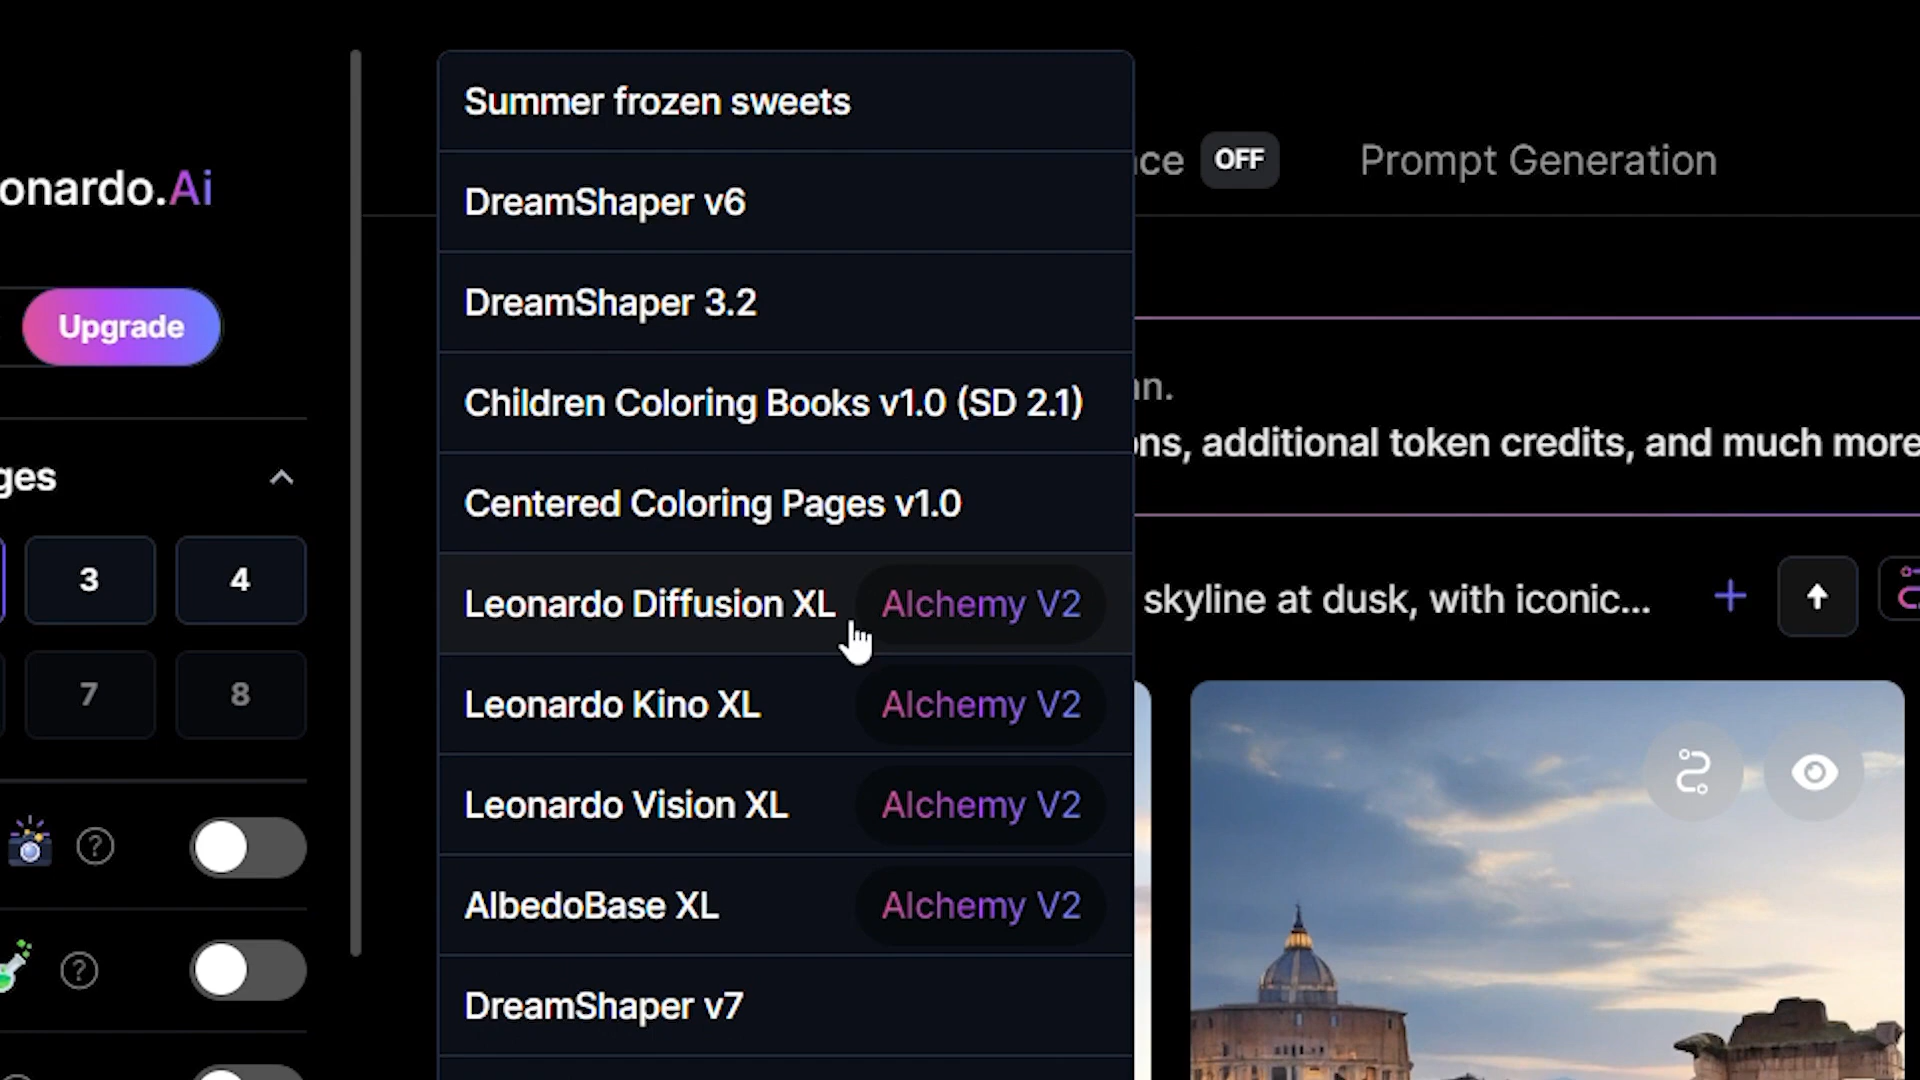 onardo.Ai
Upgrade
ges
3
4
7
8
Summer frozen sweets
DreamShaper v6
DreamShaper 3.2
Children Coloring Books v1.0 (SD 2.1)
Centered Coloring Pages v1.0
Leonardo Diffusion XL Alchemy V2
Leonardo Kino XL Alchemy V2
Leonardo Vision XL Alchemy V2
AlbedoBase XL Alchemy V2
DreamShaper v7
ce OFF Prompt Generation
n.
ns, additional token credits, and much more
skyline at dusk, with iconic...